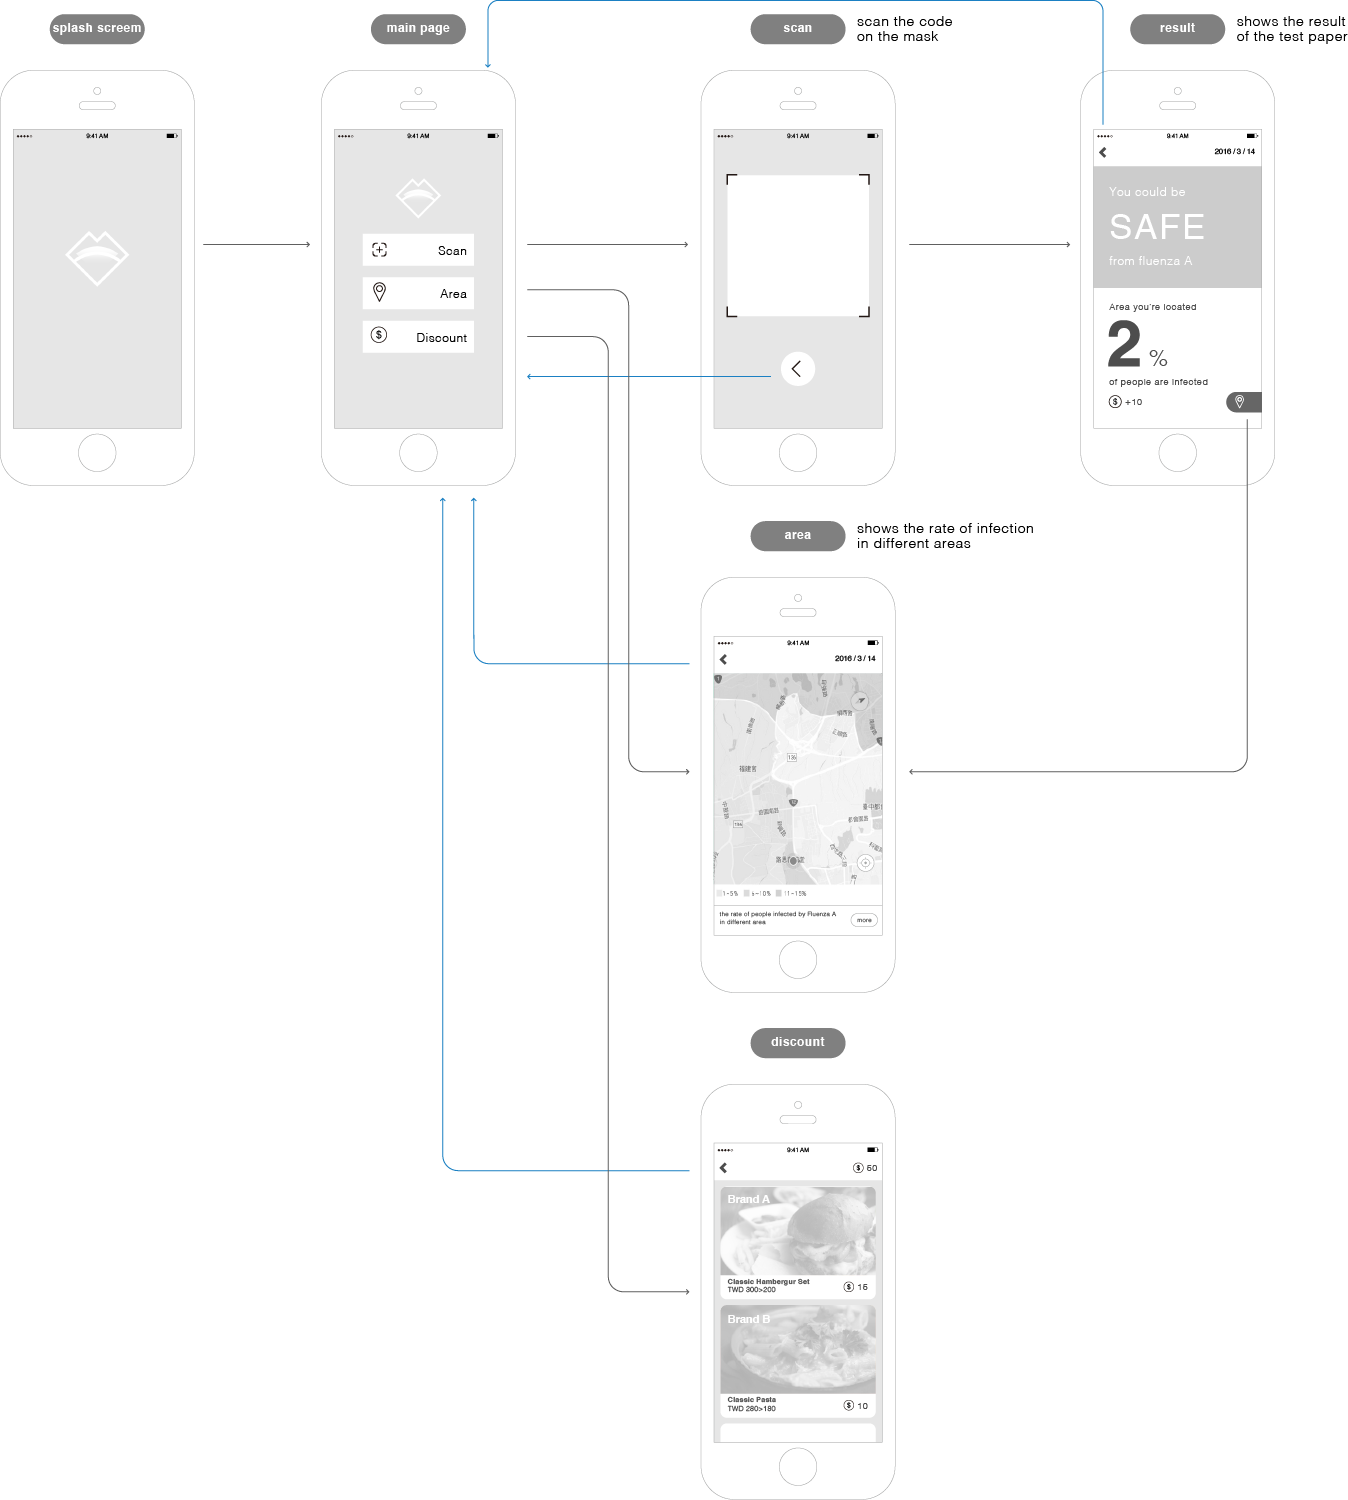 splash screem
main page
scan
scan the code
on the mask
result
shows the result
of the test paper
9:41 AM
9:41 AM
Scan
Area
Discount
9:41 AM
9:41 AM
2016 / 3 / 14
You could be
SAFE
from fluenza A
Area you're located
2 %
of people are infected
$ +10
area
shows the rate of infection
in different areas
9:41 AM
2016 / 3 / 14
1
136
福龍宮
136
1~5% 6~10% 11~15%
the rate of people infected by Fluenza A
in different area
more
discount
9:41 AM
$ 50
Brand A
Classic Hambergur Set
TWD 300>200
$ 15
Brand B
Classic Pasta
TWD 280>180
$ 10